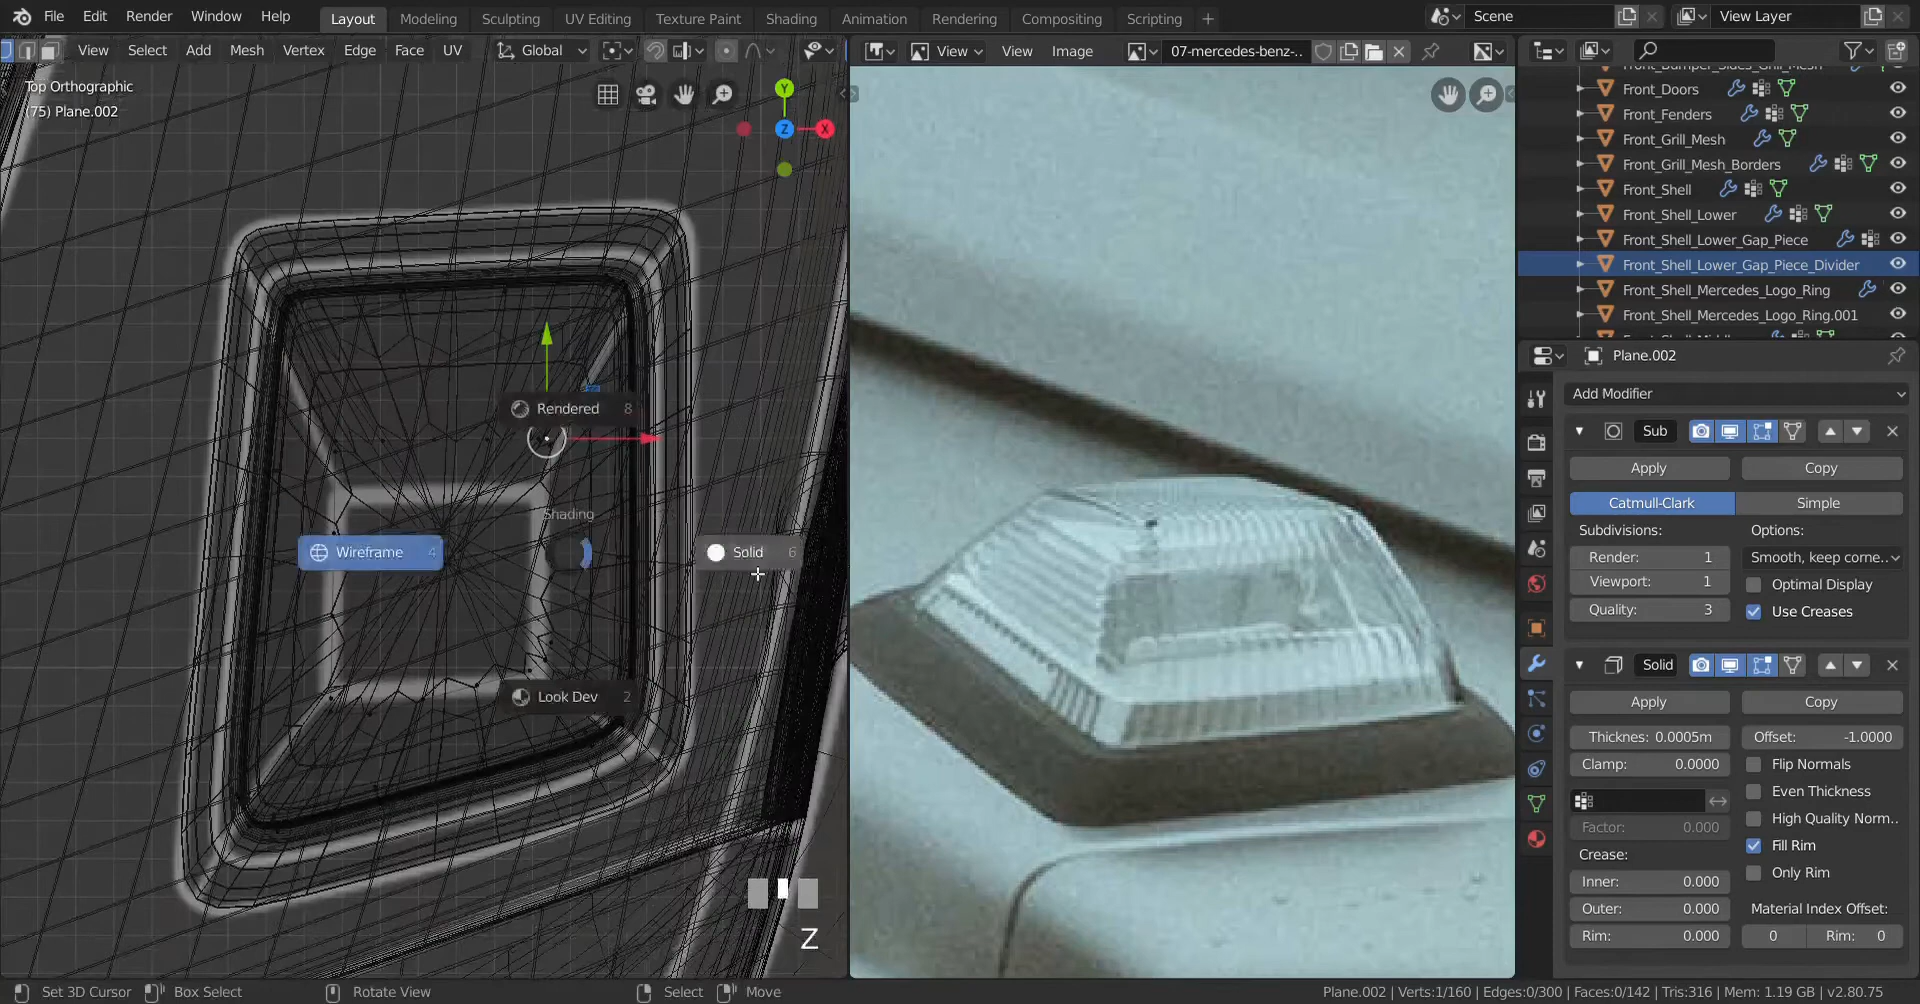 File Edit Render Window Help Layout Modeling Sculpting UV Editing Texture Paint Shading Animation Rendering Compositing Scripting + Scene View Layer
View Select Add Mesh Vertex Edge Face UV Global View View Image 07-mercedes-benz-..
Top Orthographic
(75) Plane.002
Y
Z
X
Rendered 8
Shading
Wireframe 4
Solid 6
Look Dev 2
Z
Front_Bumper_Sides_Grill_Mesh
Front_Doors
Front_Fenders
Front_Grill_Mesh
Front_Grill_Mesh_Borders
Front_Shell
Front_Shell_Lower
Front_Shell_Lower_Gap_Piece
Front_Shell_Lower_Gap_Piece_Divider
Front_Shell_Mercedes_Logo_Ring
Front_Shell_Mercedes_Logo_Ring.001
Plane.002
Add Modifier
Sub
Apply Copy
Catmull-Clark Simple
Subdivisions: Options:
Render: 1 Smooth, keep corne..
Viewport: 1 Optimal Display
Quality: 3 Use Creases
Solid
Apply Copy
Thicknes: 0.0005m Offset: -1.0000
Clamp: 0.0000 Flip Normals
Even Thickness
Factor: 0.000 High Quality Norm..
Crease: Fill Rim
Inner: 0.000 Only Rim
Outer: 0.000 Material Index Offset:
Rim: 0.000 0 Rim: 0
Set 3D Cursor Box Select Rotate View Select Move Plane.002 | Verts:1/160 | Edges:0/300 | Faces:0/142 | Tris:316 | Mem: 1.19 GB | v2.80.75